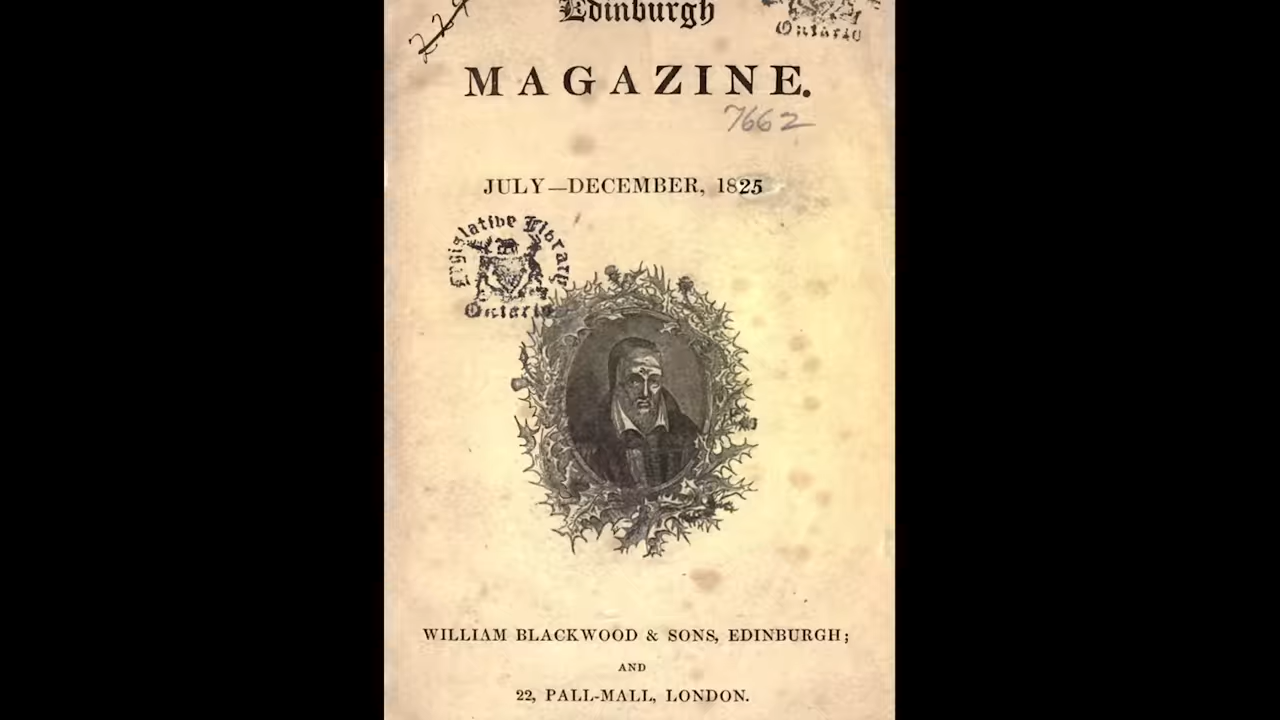 224
Edinburgh
Ontario
MAGAZINE.
7662
JULY—DECEMBER, 1825
Legislative Library
Ontario
WILLIAM BLACKWOOD & SONS, EDINBURGH;
AND
22, PALL-MALL, LONDON.